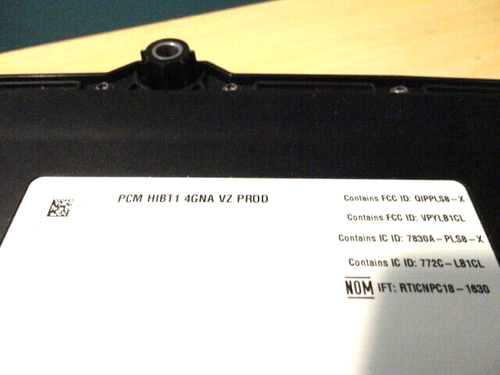 PCM HIBT1 4GNA VZ PROD
Contains FCC ID: QIPPLS8-X
Contains FCC ID: VPYLB1CL
Contains IC ID: 7830A-PLS8-X
Contains IC ID: 772C-LB1CL
NOM IFT: RTICNPC18-1830